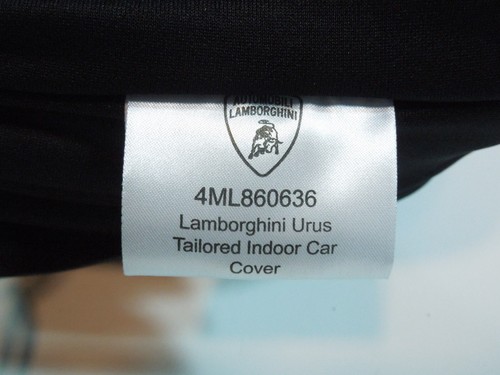 AUTOMOBILI
LAMBORGHINI
4ML860636
Lamborghini Urus
Tailored Indoor Car
Cover